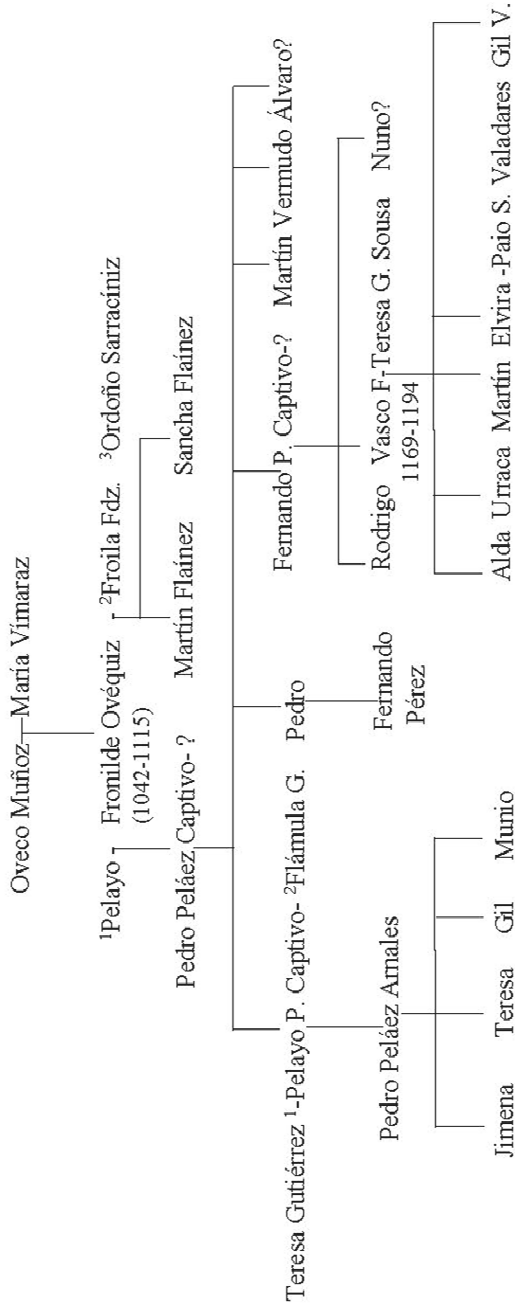 Oveco Muñoz—María Vímaraz
¹Pelayo - Fronilde Ovéquiz - ²Froila Fdz. ³Ordoño Sarracíniz
(1042-1115)
Pedro Peláez Captivo- ? Martín Flaínez Sancha Flaínez
Teresa Gutiérrez ¹-Pelayo P. Captivo- ²Flámula G. Pedro Fernando P. Captivo-? Martín Vermudo Álvaro?
Pedro Peláez Amales Fernando Rodrigo Vasco F-Teresa G. Sousa Nuno?
Pérez 1169-1194
Jimena Teresa Gil Munio Alda Urraca Martín Elvira -Paio S. Valadares Gil V.